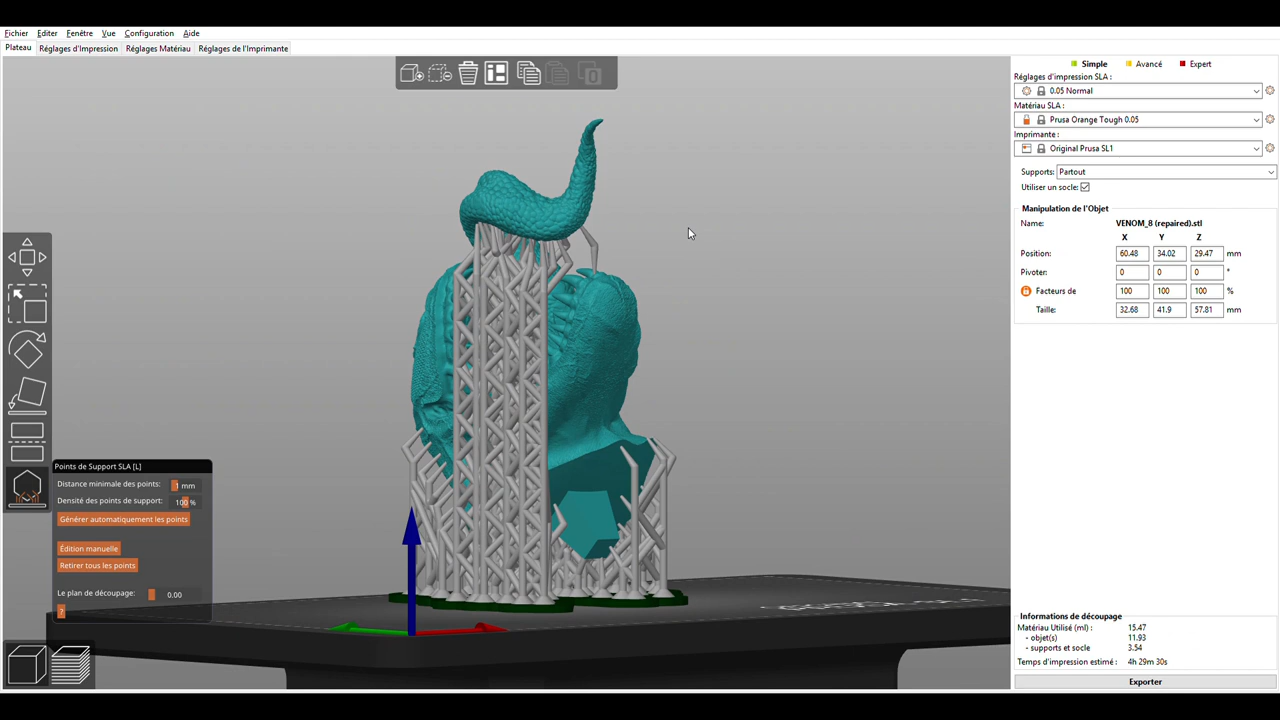 Fichier Editer Fenêtre Vue Configuration Aide
Plateau Réglages d'Impression Réglages Matériau Réglages de l'Imprimante
Simple Avancé Expert
Réglages d'impression SLA :
0.05 Normal
Matériau SLA :
Prusa Orange Tough 0.05
Imprimante :
Original Prusa SL1
Supports: Partout
Utiliser un socle:
Manipulation de l'Objet
Name: VENOM_8 (repaired).stl
X Y Z
Position: 60.48 34.02 29.47 mm
Pivoter: 0 0 0 °
Facteurs de 100 100 100 %
Taille: 32.68 41.9 57.81 mm
Points de Support SLA [L]
Distance minimale des points: 1 mm
Densité des points de support: 100 %
Générer automatiquement les points
Édition manuelle
Retirer tous les points
Le plan de découpage: 0.00
?
Informations de découpage
Matériau Utilisé (ml) : 15.47
- objet(s) 11.93
- supports et socle 3.54
Temps d'impression estimé : 4h 29m 30s
Exporter